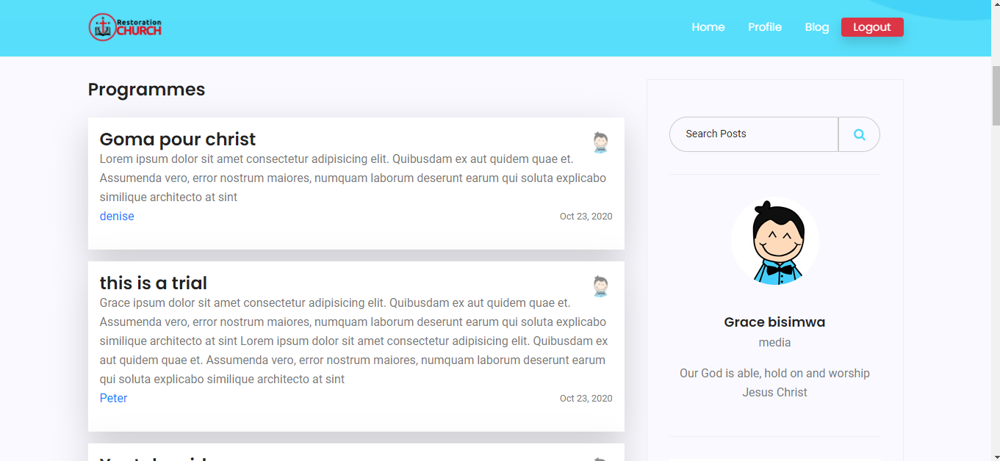 Restoration
CHURCH
Home
Profile
Blog
Logout
Programmes
Goma pour christ
Lorem ipsum dolor sit amet consectetur adipisicing elit. Quibusdam ex aut quidem quae et.
Assumenda vero, error nostrum maiores, numquam laborum deserunt earum qui soluta explicabo
similique architecto at sint
denise
Oct 23, 2020
this is a trial
Grace ipsum dolor sit amet consectetur adipisicing elit. Quibusdam ex aut quidem quae et.
Assumenda vero, error nostrum maiores, numquam laborum deserunt earum qui soluta explicabo
similique architecto at sint Lorem ipsum dolor sit amet consectetur adipisicing elit. Quibusdam ex
aut quidem quae et. Assumenda vero, error nostrum maiores, numquam laborum deserunt earum
qui soluta explicabo similique architecto at sint
Peter
Oct 23, 2020
Search Posts
Grace bisimwa
media
Our God is able, hold on and worship
Jesus Christ